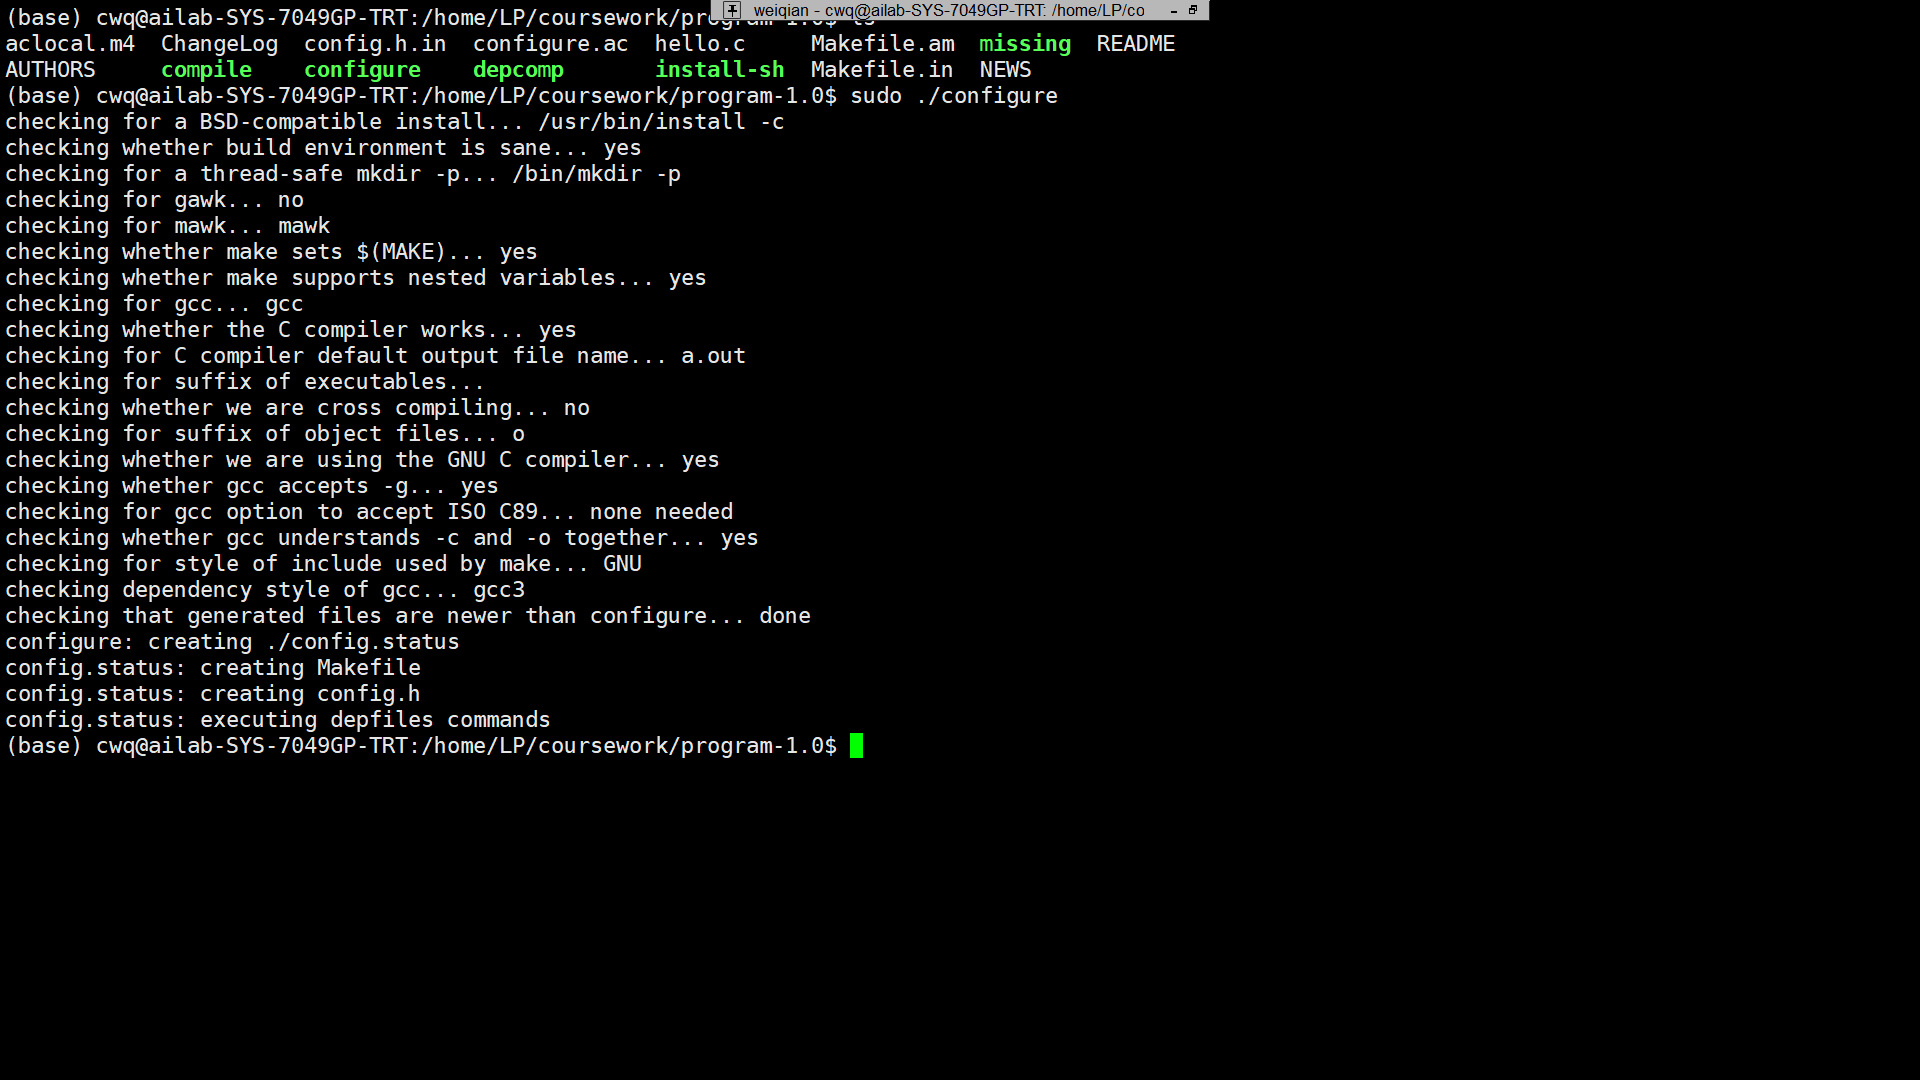 weiqian - cwq@ailab-SYS-7049GP-TRT: /home/LP/co
(base) cwq@ailab-SYS-7049GP-TRT:/home/LP/coursework/program-1.0$ ls
aclocal.m4  ChangeLog  config.h.in  configure.ac  hello.c     Makefile.am  missing  README
AUTHORS     compile    configure    depcomp       install-sh  Makefile.in  NEWS
(base) cwq@ailab-SYS-7049GP-TRT:/home/LP/coursework/program-1.0$ sudo ./configure
checking for a BSD-compatible install... /usr/bin/install -c
checking whether build environment is sane... yes
checking for a thread-safe mkdir -p... /bin/mkdir -p
checking for gawk... no
checking for mawk... mawk
checking whether make sets $(MAKE)... yes
checking whether make supports nested variables... yes
checking for gcc... gcc
checking whether the C compiler works... yes
checking for C compiler default output file name... a.out
checking for suffix of executables...
checking whether we are cross compiling... no
checking for suffix of object files... o
checking whether we are using the GNU C compiler... yes
checking whether gcc accepts -g... yes
checking for gcc option to accept ISO C89... none needed
checking whether gcc understands -c and -o together... yes
checking for style of include used by make... GNU
checking dependency style of gcc... gcc3
checking that generated files are newer than configure... done
configure: creating ./config.status
config.status: creating Makefile
config.status: creating config.h
config.status: executing depfiles commands
(base) cwq@ailab-SYS-7049GP-TRT:/home/LP/coursework/program-1.0$